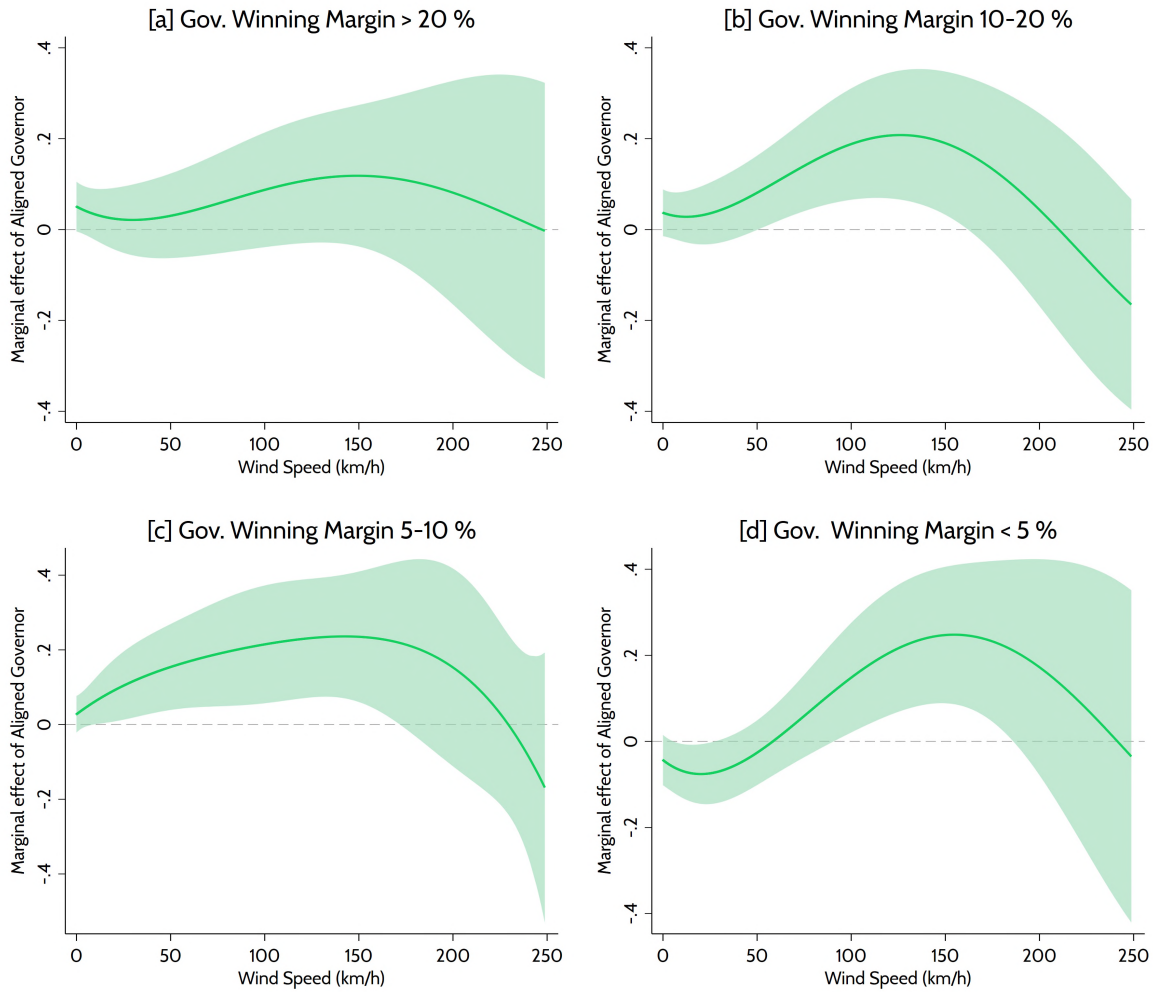 [a] Gov. Winning Margin > 20 %
Marginal effect of Aligned Governor
.4
.2
0
-.2
-.4
0 50 100 150 200 250
Wind Speed (km/h)
[b] Gov. Winning Margin 10-20 %
Marginal effect of Aligned Governor
.4
.2
0
-.2
-.4
0 50 100 150 200 250
Wind Speed (km/h)
[c] Gov. Winning Margin 5-10 %
Marginal effect of Aligned Governor
.4
.2
0
-.2
-.4
0 50 100 150 200 250
Wind Speed (km/h)
[d] Gov.  Winning Margin < 5 %
Marginal effect of Aligned Governor
.4
.2
0
-.2
-.4
0 50 100 150 200 250
Wind Speed (km/h)